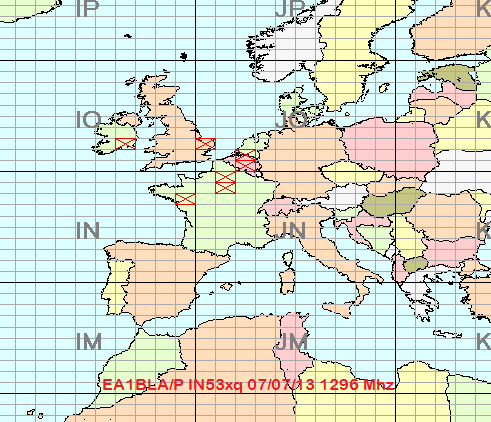 IP JP K
IO JO K
IN JN K
IM JM K
EA1BLA/P IN53xq 07/07/13 1296 Mhz